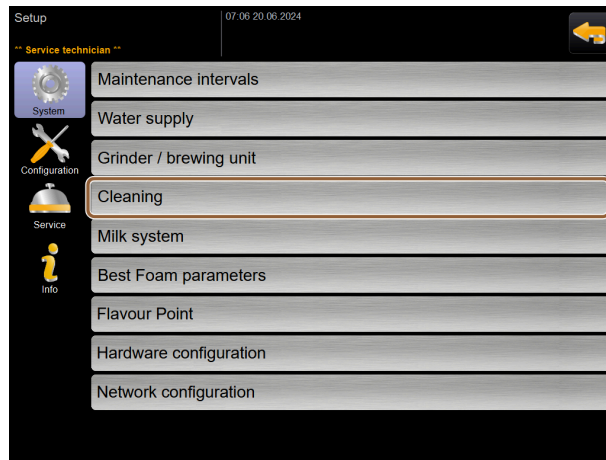 Setup
07:06 20.06.2024
** Service technician **
System
Configuration
Service
Info
Maintenance intervals
Water supply
Grinder / brewing unit
Cleaning
Milk system
Best Foam parameters
Flavour Point
Hardware configuration
Network configuration